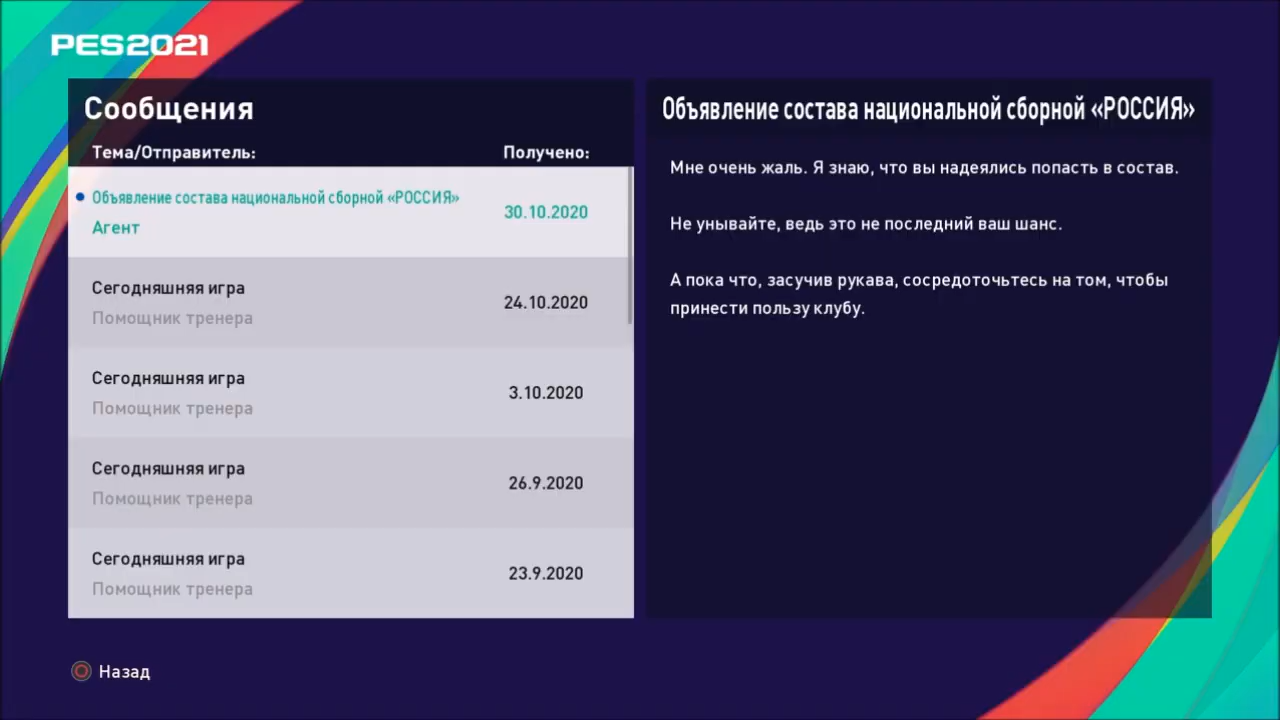 PES2021
Сообщения
Тема/Отправитель: Получено:
Объявление состава национальной сборной «РОССИЯ»
Агент
30.10.2020
Сегодняшняя игра
Помощник тренера
24.10.2020
Сегодняшняя игра
Помощник тренера
3.10.2020
Сегодняшняя игра
Помощник тренера
26.9.2020
Сегодняшняя игра
Помощник тренера
23.9.2020
Объявление состава национальной сборной «РОССИЯ»
Мне очень жаль. Я знаю, что вы надеялись попасть в состав.
Не унывайте, ведь это не последний ваш шанс.
А пока что, засучив рукава, сосредоточьтесь на том, чтобы
принести пользу клубу.
Назад